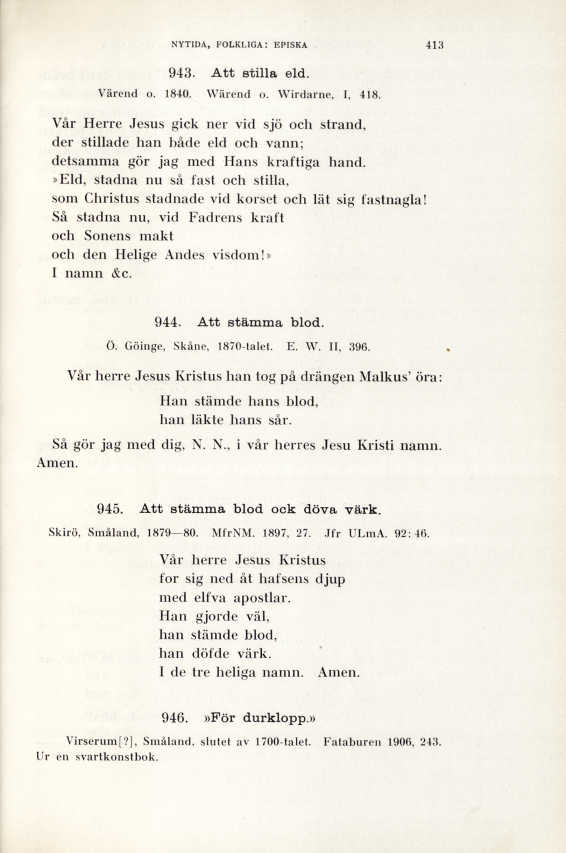 NYTIDA, FOLKLIGA: EPISKA 413
943. Att stilla eld.
Värend o. 1840. Wärend o. Wirdarne, I, 418.
Vår Herre Jesus gick ner vid sjö och strand,
der stillade han både eld och vann;
detsamma gör jag med Hans kraftiga hand.
»Eld, stadna nu så fast och stilla,
som Christus stadnade vid korset och lät sig fastnagla!
Så stadna nu, vid Fadrens kraft
och Sonens makt
och den Helige Andes visdom!»
I namn &c.
944. Att stämma blod.
Ö. Göinge, Skåne, 1870-talet. E. W. II, 396.
Vår herre Jesus Kristus han tog på drängen Malkus' öra:
Han stämde hans blod,
han läkte hans sår.
Så gör jag med dig, N. N., i vår herres Jesu Kristi namn.
Amen.
945. Att stämma blod ock döva värk.
Skirö, Småland, 1879—80. MfrNM. 1897, 27. Jfr ULmA. 92: 46.
Vår herre Jesus Kristus
for sig ned åt hafsens djup
med elfva apostlar.
Han gjorde väl,
han stämde blod,
han döfde värk.
I de tre heliga namn. Amen.
946. »För durklopp.»
Virserum[?], Småland, slutet av 1700-talet. Fataburen 1906, 243.
Ur en svartkonstbok.